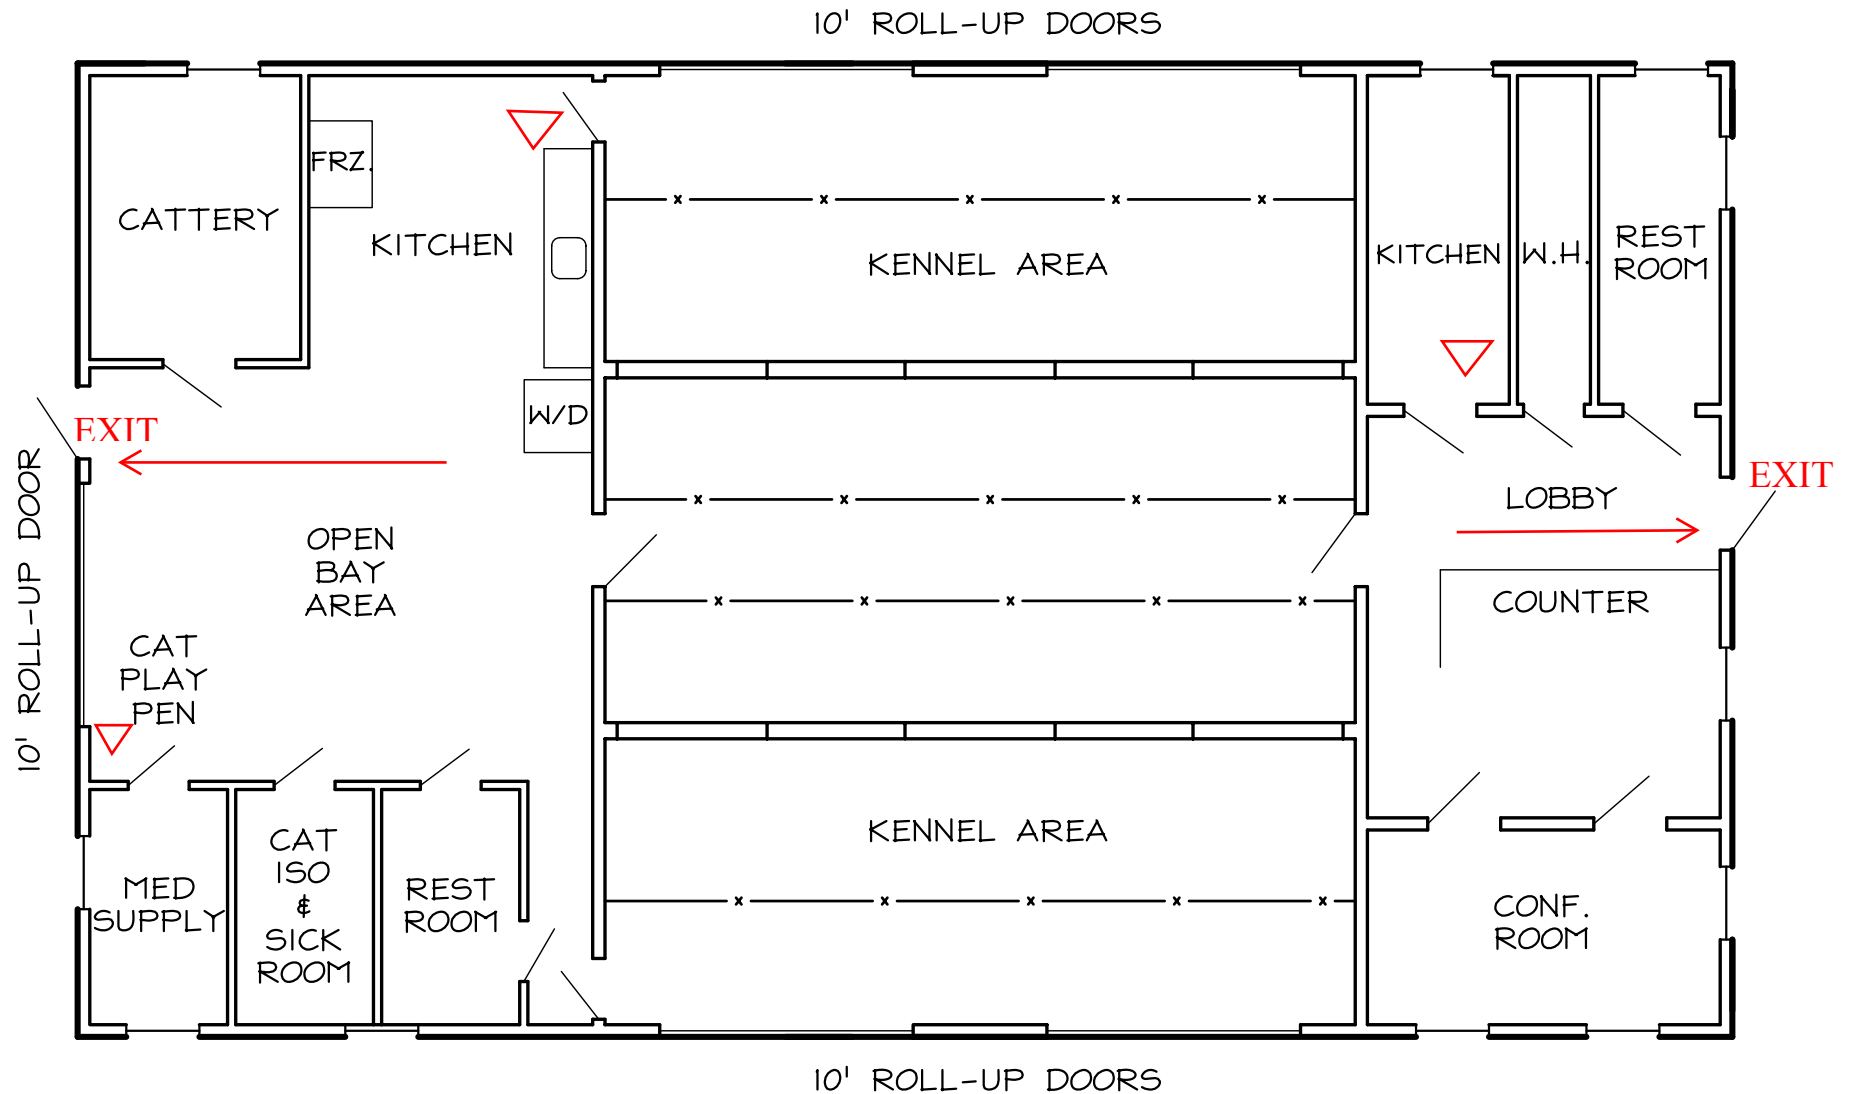 10' ROLL-UP DOORS
FRZ.
CATTERY
KITCHEN
KENNEL AREA
KITCHEN
W.H.
REST
ROOM
W/D
EXIT
10' ROLL-UP DOOR
EXIT
LOBBY
OPEN
BAY
AREA
COUNTER
CAT
PLAY
PEN
KENNEL AREA
MED
SUPPLY
CAT
ISO
&
SICK
ROOM
REST
ROOM
CONF.
ROOM
10' ROLL-UP DOORS